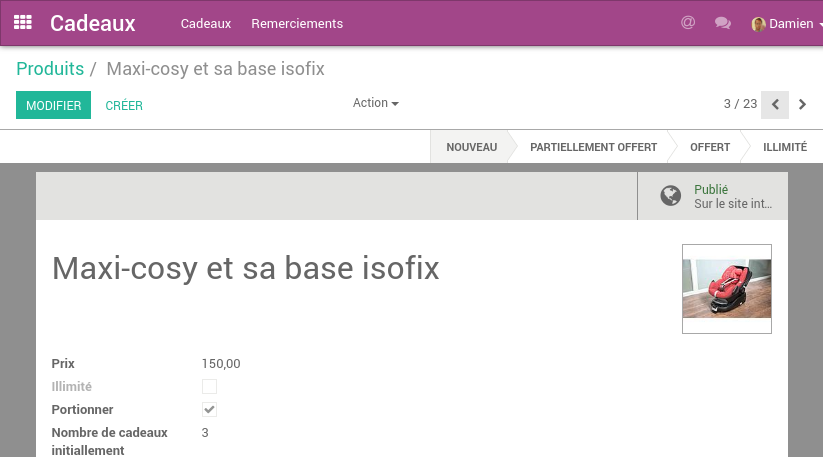 Cadeaux Cadeaux Remerciements @ Damien
Produits / Maxi-cosy et sa base isofix
MODIFIER CRÉER Action 3 / 23
NOUVEAU PARTIELLEMENT OFFERT OFFERT ILLIMITÉ
Publié
Sur le site int...
Maxi-cosy et sa base isofix
Prix 150,00
Illimité
Portionner
Nombre de cadeaux 3
initiallement